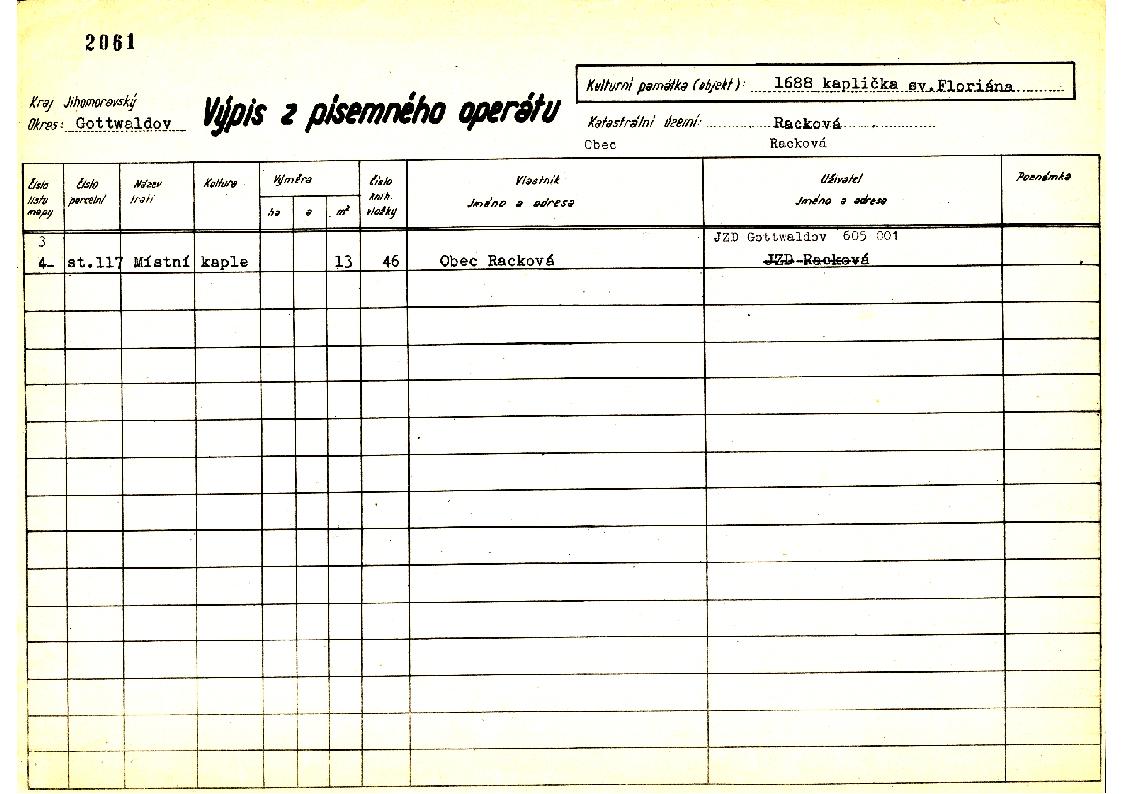 2061
Kulturní památka (objekt): 1688 kaplička sv.Floriána
Kraj Jihomoravský
Okres: Gottwaldov
Výpis z písemného operátu
Katastrální území: Racková
Obec Racková
Číslo listu mapy
Číslo parcelní
Název trati
Kultura
Výměra
ha a m²
Číslo knih. vložky
Vlastník
Jméno a adresa
Uživatel
Jméno a adresa
Poznámka
3 JZD Gottwaldov 605 001
4 st.117 Místní kaple 13 46 Obec Racková JZD Racková